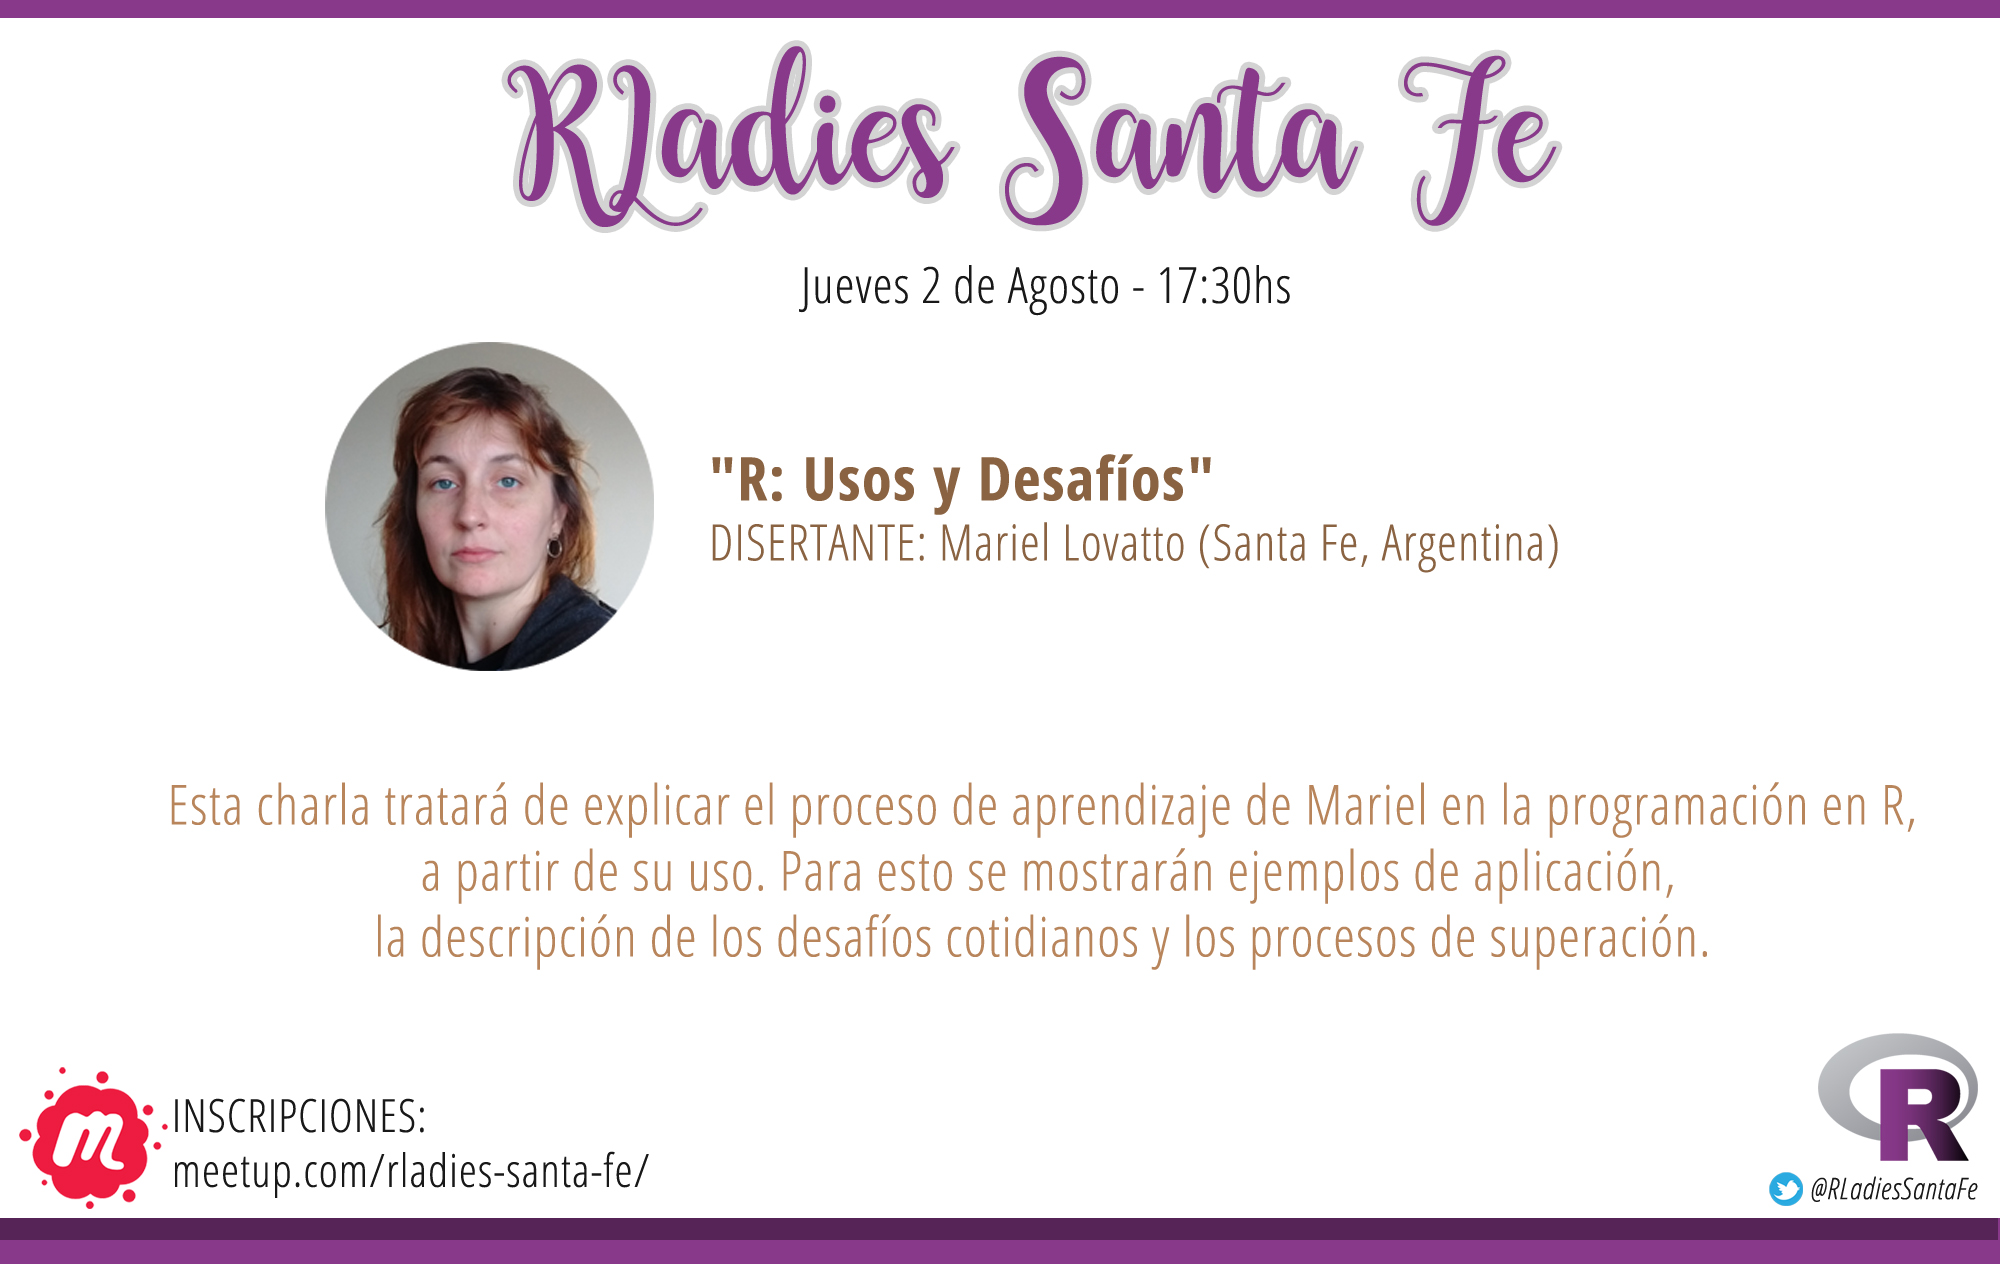 RLadies Santa Fe
Jueves 2 de Agosto - 17:30hs
"R: Usos y Desafíos"
DISERTANTE: Mariel Lovatto (Santa Fe, Argentina)
Esta charla tratará de explicar el proceso de aprendizaje de Mariel en la programación en R,
a partir de su uso. Para esto se mostrarán ejemplos de aplicación,
la descripción de los desafíos cotidianos y los procesos de superación.
m
INSCRIPCIONES:
meetup.com/rladies-santa-fe/
R
@RLadiesSantaFe